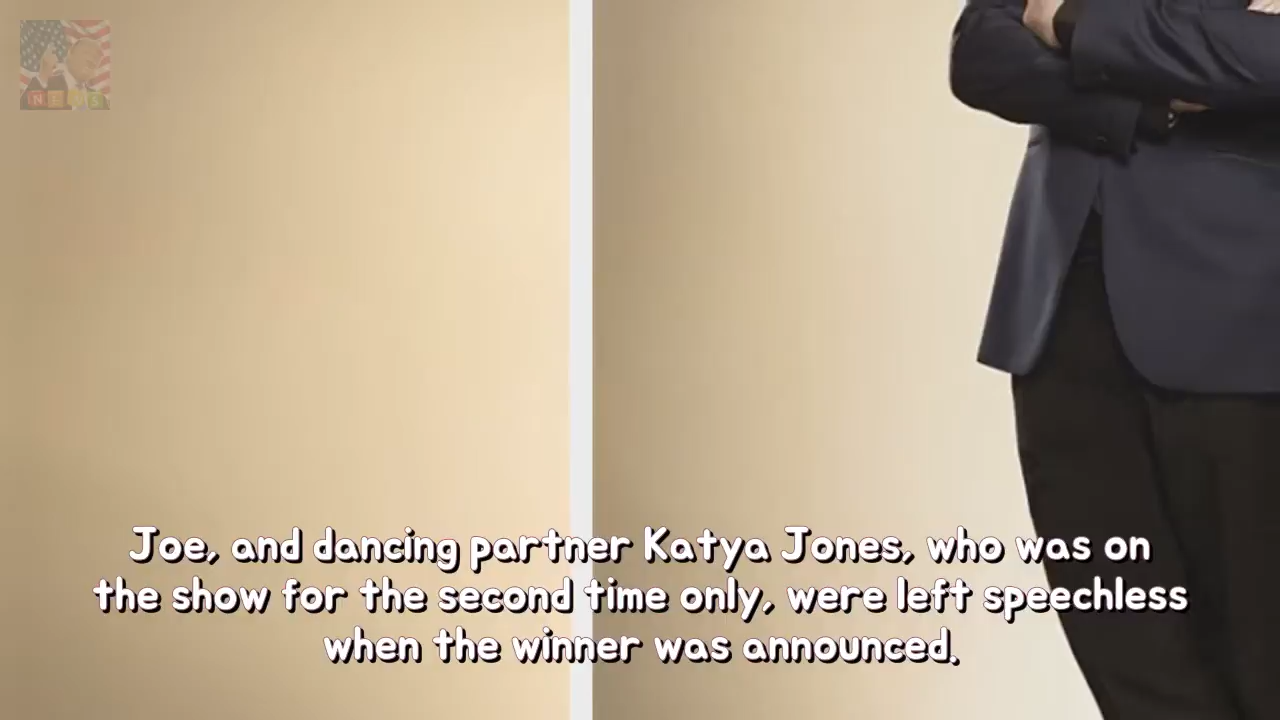 NEWS
Joe, and dancing partner Katya Jones, who was on
the show for the second time only, were left speechless
when the winner was announced.